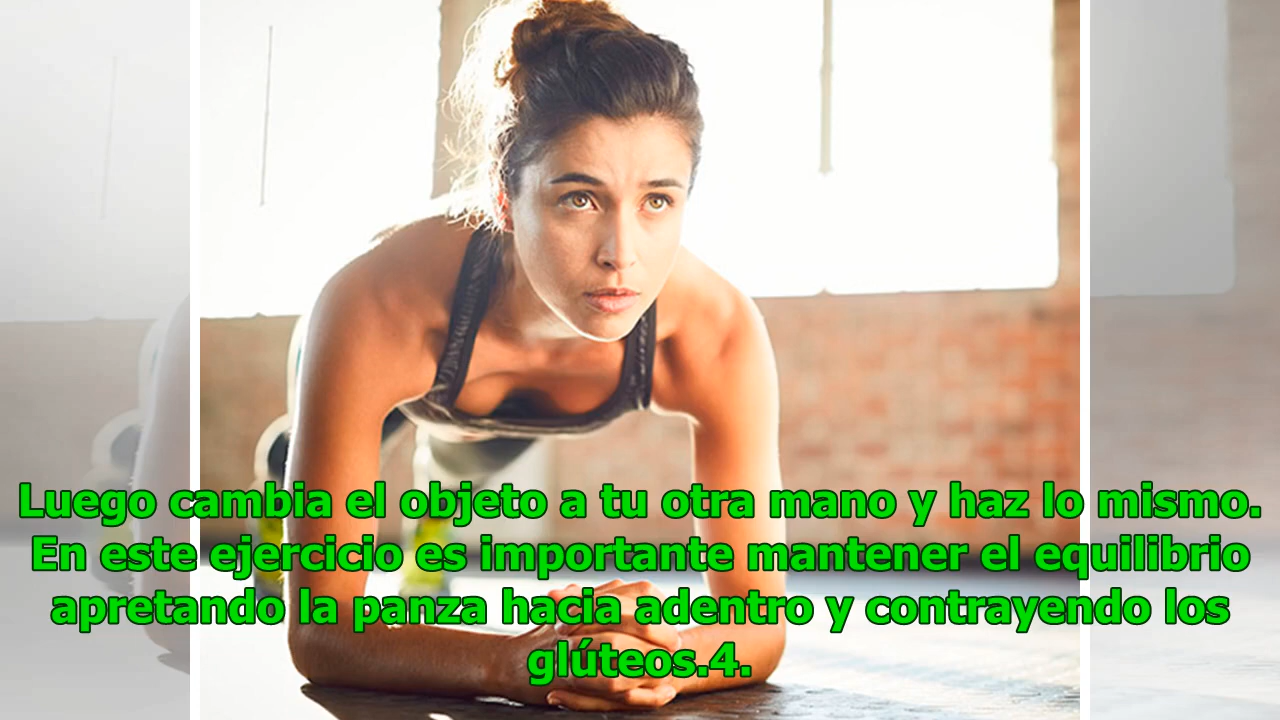 Luego cambia el objeto a tu otra mano y haz lo mismo.
En este ejercicio es importante mantener el equilibrio
apretando la panza hacia adentro y contrayendo los
glúteos.4.